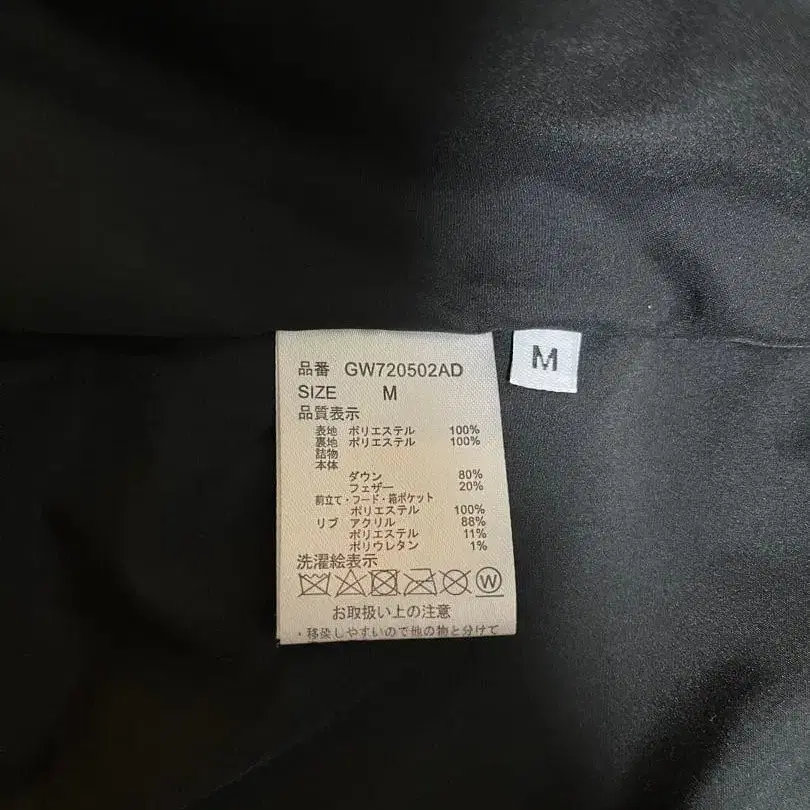 品番 GW720502AD
SIZE M
品質表示
表地 ポリエステル 100%
裏地 ポリエステル 100%
詰物
本体
ダウン 80%
フェザー 20%
前立て・フード・箱ポケット
ポリエステル 100%
リブ アクリル 88%
ポリエステル 11%
ポリウレタン 1%
洗濯絵表示
W
お取扱い上の注意
・移染しやすいので他の物と分けて
M